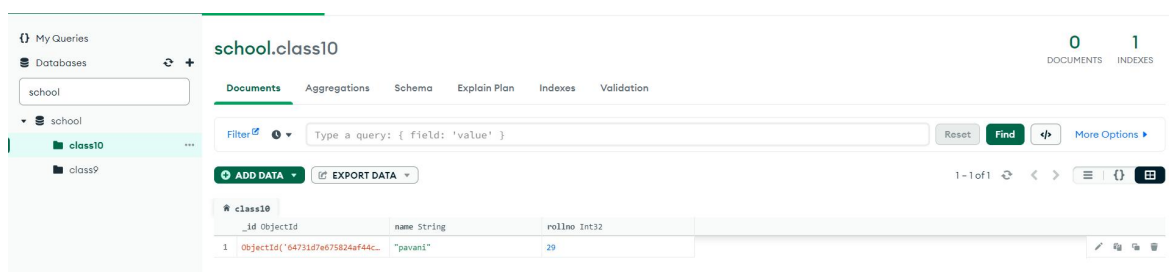 My Queries
Databases
school
school
class10
class9
school.class10
0
DOCUMENTS
1
INDEXES
Documents Aggregations Schema Explain Plan Indexes Validation
Filter Type a query: { field: 'value' } Reset Find </> More Options
ADD DATA EXPORT DATA 1-1 of 1 {}
class10
_id ObjectId name String rollno Int32
1 ObjectId('64731d7e675824af44c… "pavani" 29